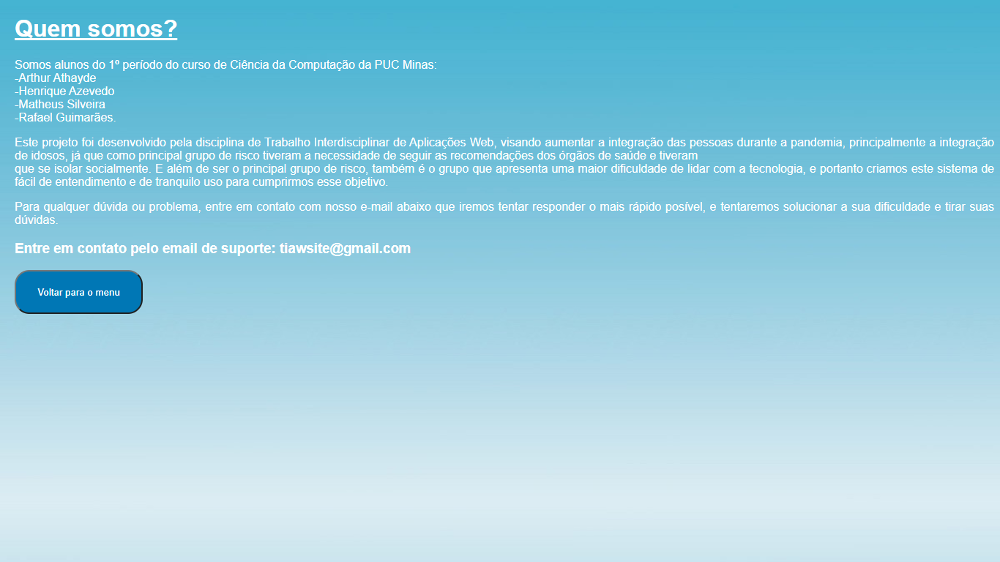 Quem somos?
Somos alunos do 1º período do curso de Ciência da Computação da PUC Minas:
-Arthur Athayde
-Henrique Azevedo
-Matheus Silveira
-Rafael Guimarães.
Este projeto foi desenvolvido pela disciplina de Trabalho Interdisciplinar de Aplicações Web, visando aumentar a integração das pessoas durante a pandemia, principalmente a integração
de idosos, já que como principal grupo de risco tiveram a necessidade de seguir as recomendações dos órgãos de saúde e tiveram
que se isolar socialmente. E além de ser o principal grupo de risco, também é o grupo que apresenta uma maior dificuldade de lidar com a tecnologia, e portanto criamos este sistema de
fácil de entendimento e de tranquilo uso para cumprirmos esse objetivo.
Para qualquer dúvida ou problema, entre em contato com nosso e-mail abaixo que iremos tentar responder o mais rápido posível, e tentaremos solucionar a sua dificuldade e tirar suas
dúvidas.
Entre em contato pelo email de suporte: tiawsite@gmail.com
Voltar para o menu